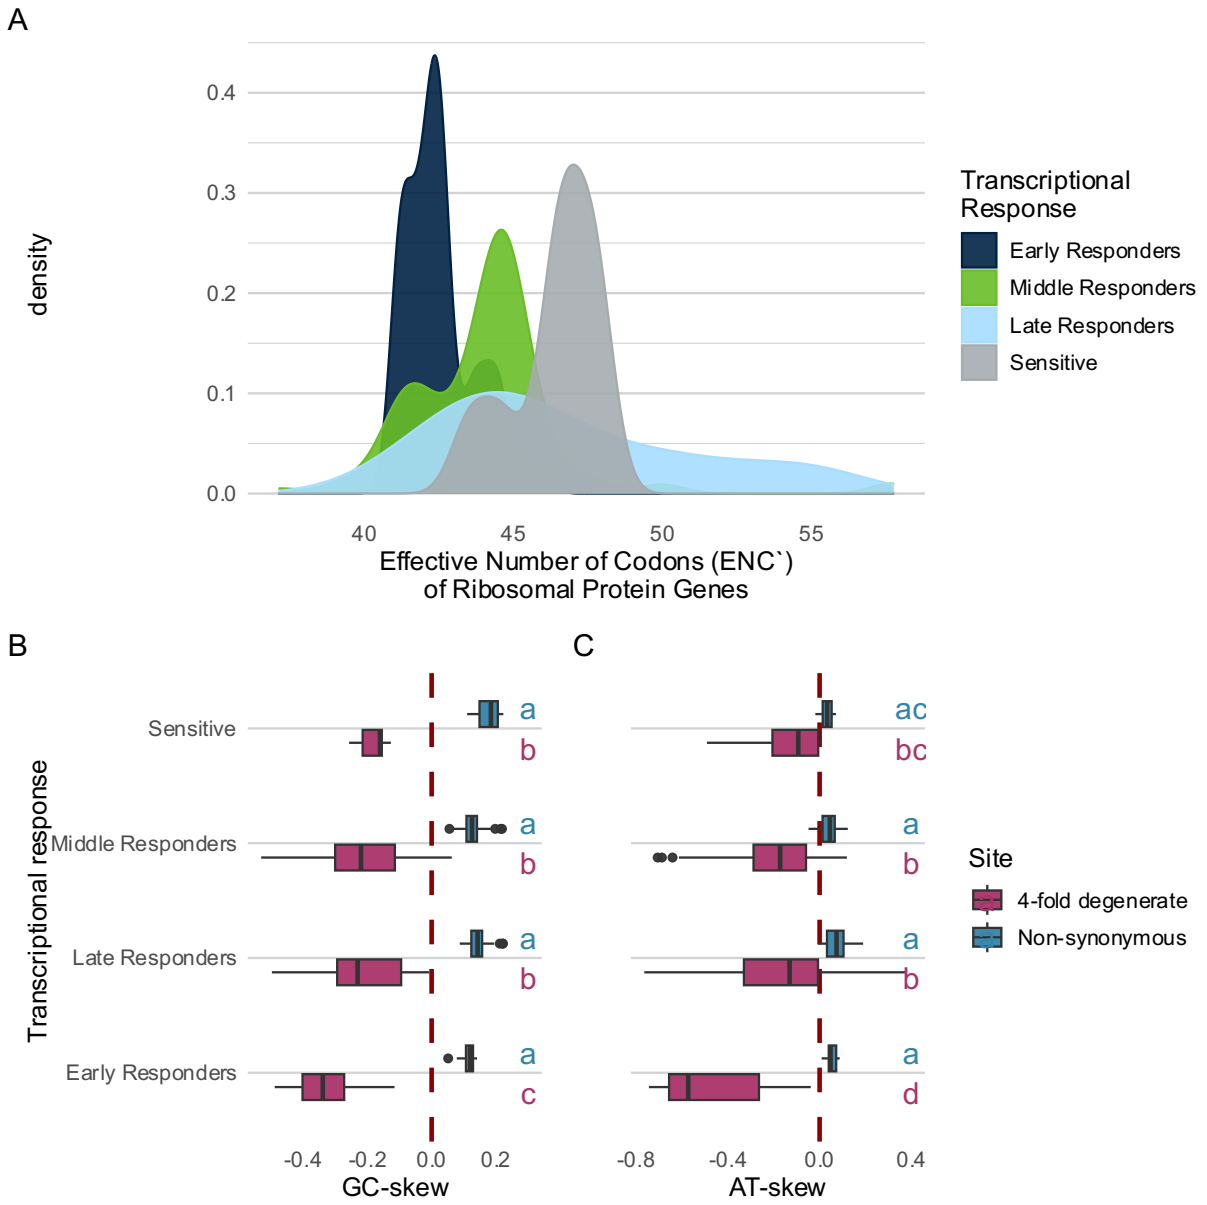 A
density
0.4
0.3
0.2
0.1
0.0
40 45 50 55
Effective Number of Codons (ENC`)
of Ribosomal Protein Genes
Transcriptional
Response
Early Responders
Middle Responders
Late Responders
Sensitive
B
Transcriptional response
Sensitive
Middle Responders
Late Responders
Early Responders
a
b
a
b
a
b
a
c
-0.4 -0.2 0.0 0.2
GC-skew
C
ac
bc
a
b
a
b
a
d
-0.8 -0.4 0.0 0.4
AT-skew
Site
4-fold degenerate
Non-synonymous